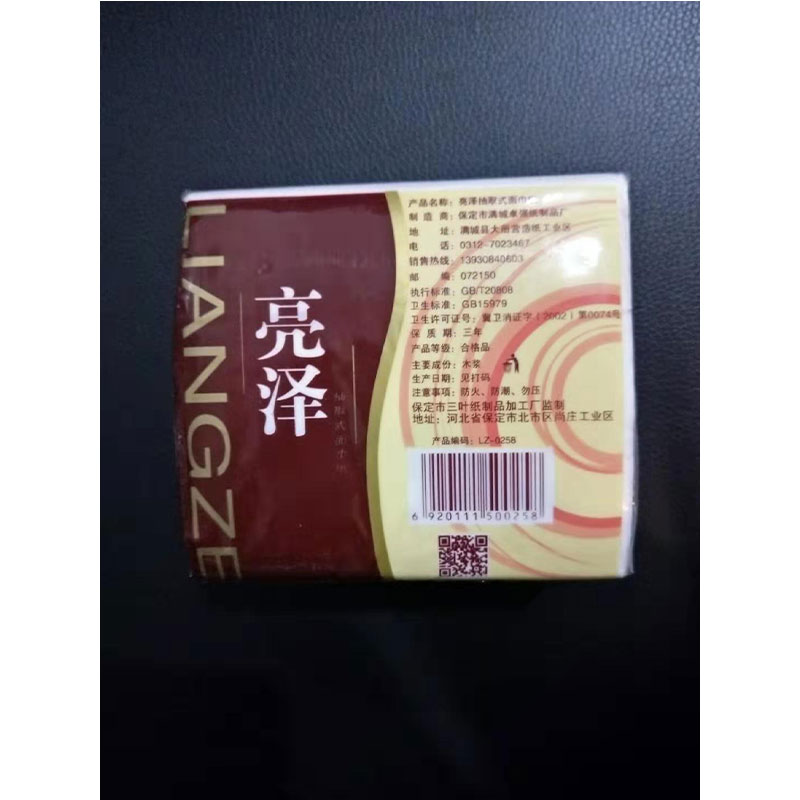 LIANGZE
亮泽
抽取式面巾纸
产品名称：亮泽抽取式面巾
制造商：保定市满城卓强纸制品厂
地 址：满城县大册营造纸工业区
电 话：0312-7023467
销售热线：13930840803
邮 编：072150
执行标准：GB/T20808
卫生标准：GB15979
卫生许可证号：冀卫消证字（2002）第0074号
保 质 期：三年
产品等级：合格品
主要成份：木浆
生产日期：见打码
注意事项：防火、防潮、勿压
保定市三叶纸制品加工厂监制
地址：河北省保定市北市区尚庄工业区
产品编码：LZ-0258
6 920111 500258